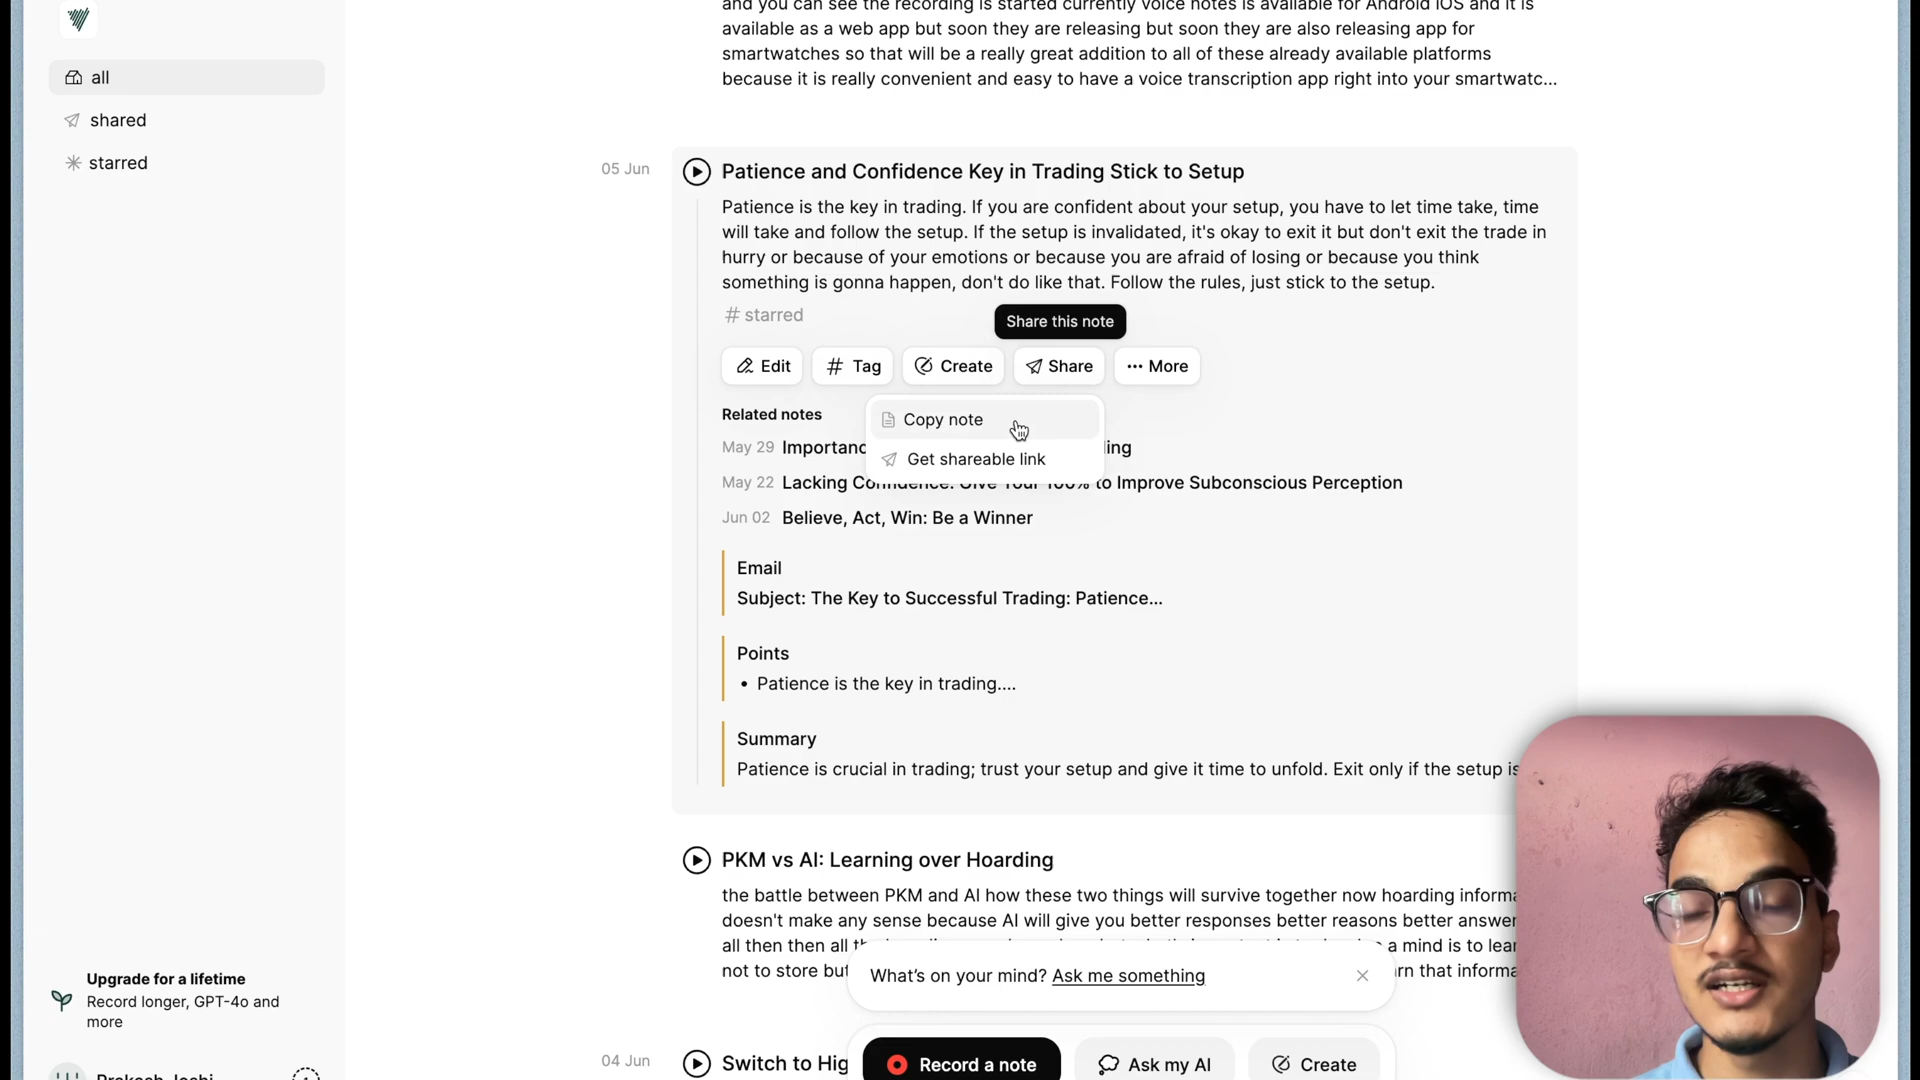 and you can see the recording is started currently voice notes is available for Android iOS and it is
available as a web app but soon they are releasing but soon they are also releasing app for
smartwatches so that will be a really great addition to all of these already available platforms
because it is really convenient and easy to have a voice transcription app right into your smartwatc...
all
shared
starred
05 Jun
Patience and Confidence Key in Trading Stick to Setup
Patience is the key in trading. If you are confident about your setup, you have to let time take, time
will take and follow the setup. If the setup is invalidated, it's okay to exit it but don't exit the trade in
hurry or because of your emotions or because you are afraid of losing or because you think
something is gonna happen, don't do like that. Follow the rules, just stick to the setup.
# starred
Share this note
Edit
# Tag
Create
Share
··· More
Related notes
Copy note
Get shareable link
May 29 Importanc ing
May 22 Lacking Confidence: Give Your 100% to Improve Subconscious Perception
Jun 02 Believe, Act, Win: Be a Winner
Email
Subject: The Key to Successful Trading: Patience...
Points
• Patience is the key in trading....
Summary
Patience is crucial in trading; trust your setup and give it time to unfold. Exit only if the setup is
PKM vs AI: Learning over Hoarding
the battle between PKM and AI how these two things will survive together now hoarding informa
doesn't make any sense because AI will give you better responses better reasons better answer
all then then all a mind is to lear
not to store but rn that informa
What's on your mind? Ask me something
Upgrade for a lifetime
Record longer, GPT-4o and
more
04 Jun
Switch to Hig
Record a note
Ask my AI
Create
Prakash Joshi